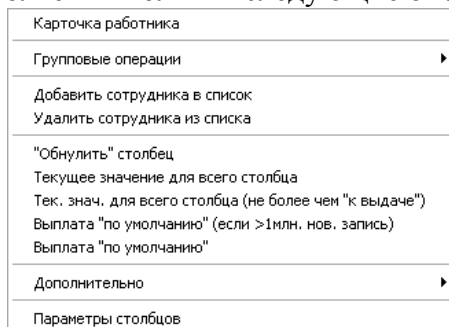 Карточка работника
Групповые операции
Добавить сотрудника в список
Удалить сотрудника из списка
"Обнулить" столбец
Текущее значение для всего столбца
Тек. знач. для всего столбца (не более чем "к выдаче")
Выплата "по умолчанию" (если >1млн. нов. запись)
Выплата "по умолчанию"
Дополнительно
Параметры столбцов